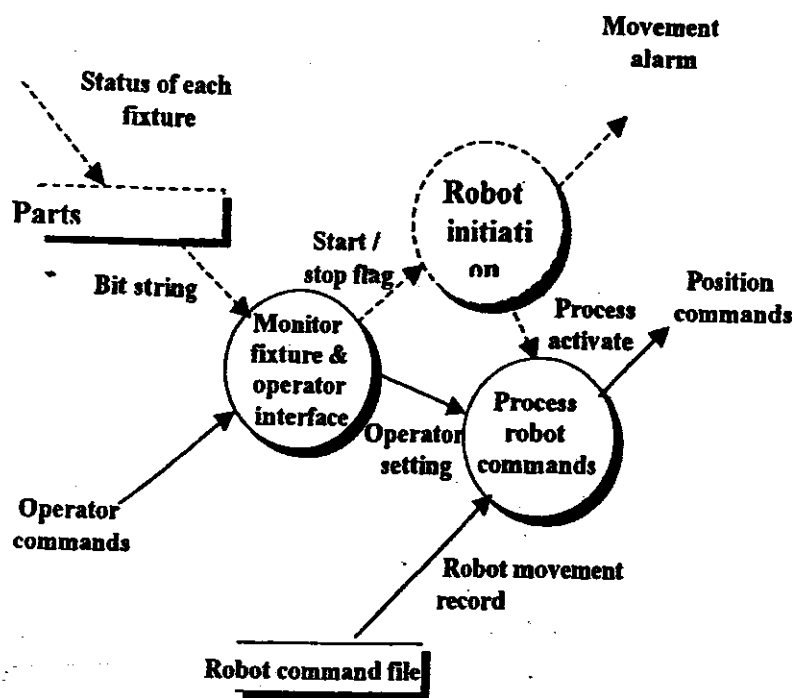 Movement
alarm
Status of each
fixture
Robot
initiati
on
Parts
Start /
stop flag
Bit string
Position
commands
Process
activate
Monitor
fixture &
operator
interface
Process
robot
commands
Operator
setting
Operator
commands
Robot movement
record
Robot command file